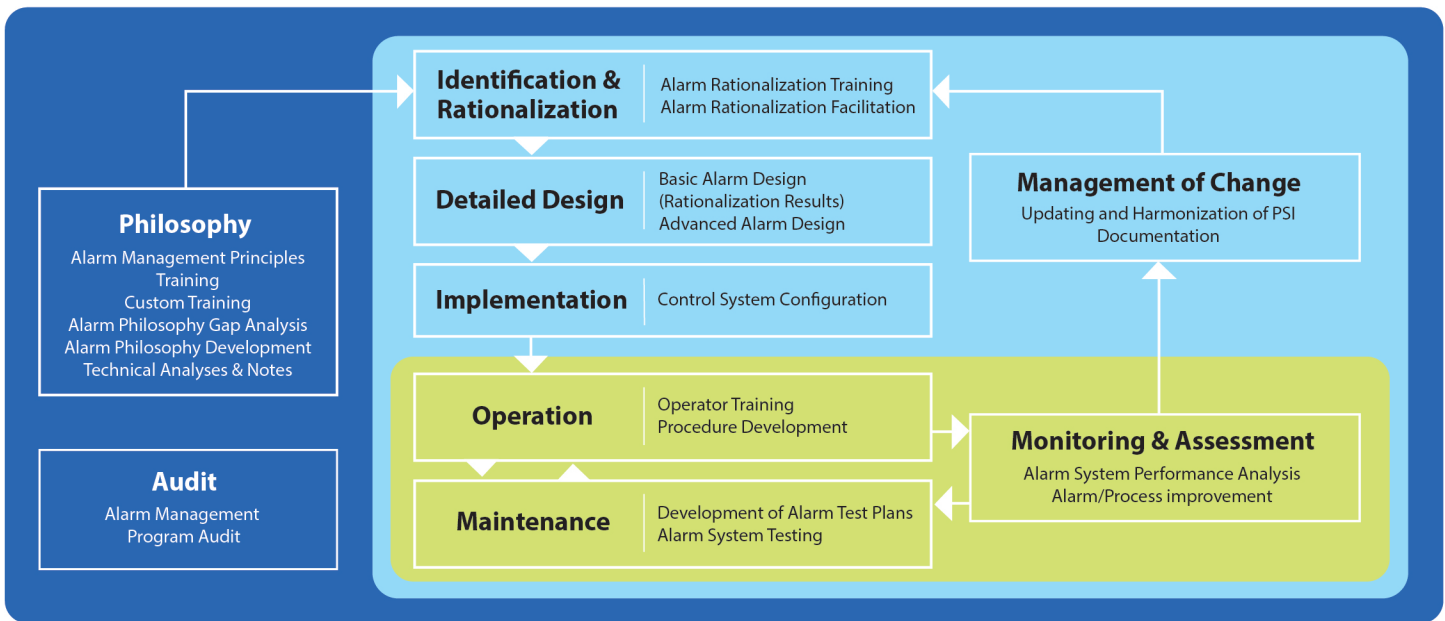 Philosophy
Alarm Management Principles
Training
Custom Training
Alarm Philosophy Gap Analysis
Alarm Philosophy Development
Technical Analyses & Notes
Audit
Alarm Management
Program Audit
Identification &
Rationalization
Alarm Rationalization Training
Alarm Rationalization Facilitation
Detailed Design
Basic Alarm Design
(Rationalization Results)
Advanced Alarm Design
Implementation
Control System Configuration
Operation
Operator Training
Procedure Development
Maintenance
Development of Alarm Test Plans
Alarm System Testing
Management of Change
Updating and Harmonization of PSI
Documentation
Monitoring & Assessment
Alarm System Performance Analysis
Alarm/Process improvement